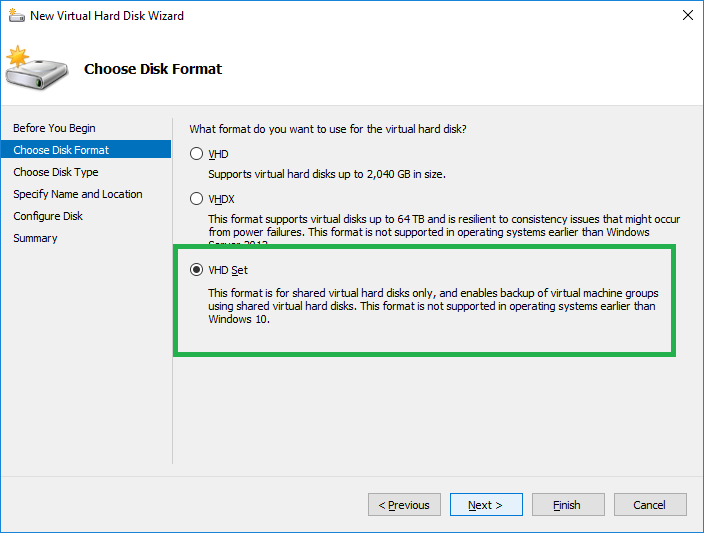 New Virtual Hard Disk Wizard
Choose Disk Format
Before You Begin
Choose Disk Format
Choose Disk Type
Specify Name and Location
Configure Disk
Summary
What format do you want to use for the virtual hard disk?
VHD
Supports virtual hard disks up to 2,040 GB in size.
VHDX
This format supports virtual disks up to 64 TB and is resilient to consistency issues that might occur
from power failures. This format is not supported in operating systems earlier than Windows
Server 2012.
VHD Set
This format is for shared virtual hard disks only, and enables backup of virtual machine groups
using shared virtual hard disks. This format is not supported in operating systems earlier than
Windows 10.
< Previous
Next >
Finish
Cancel